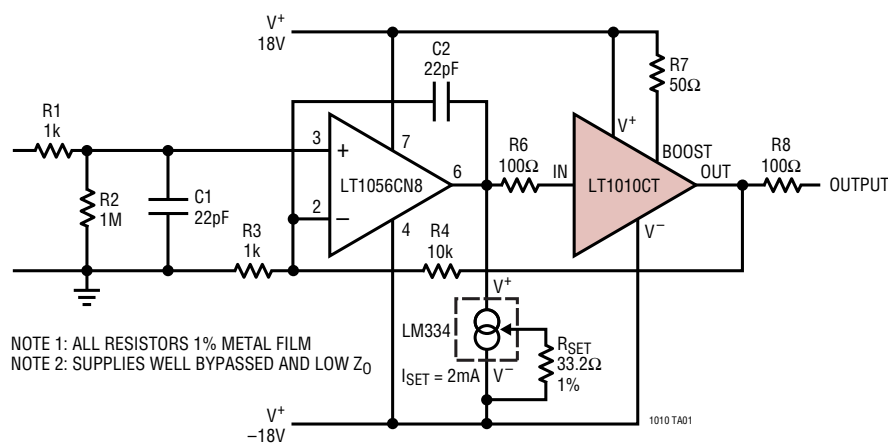 V+
18V
C2
22pF
R7
50Ω
R1
1k
3
+
7
V+
R6
100Ω
BOOST
R8
100Ω
LT1056CN8
6
IN
LT1010CT
OUT
OUTPUT
R2
1M
C1
22pF
2
–
4
V–
R3
1k
R4
10k
V+
LM334
RSET
33.2Ω
1%
NOTE 1: ALL RESISTORS 1% METAL FILM
NOTE 2: SUPPLIES WELL BYPASSED AND LOW Z0
ISET = 2mA
V–
V+
–18V
1010 TA01